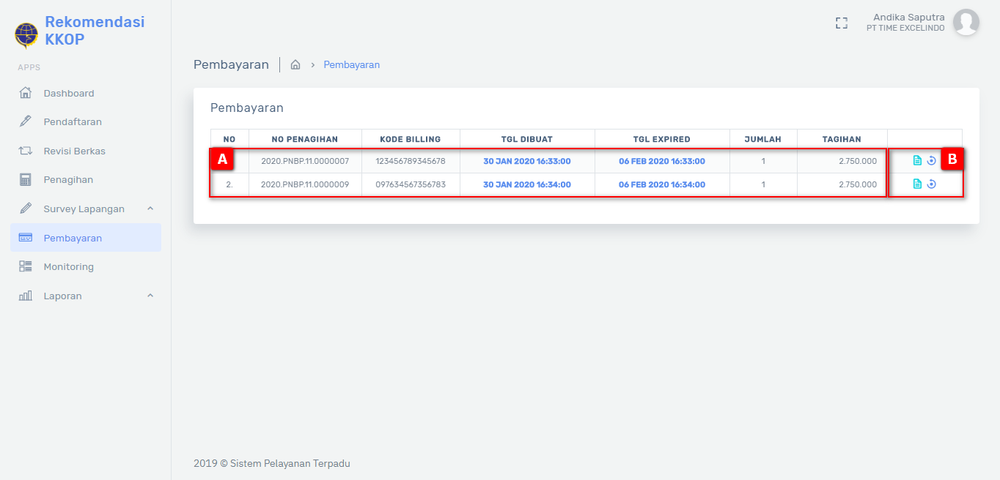 Rekomendasi
KKOP
Andika Saputra
PT TIME EXCELINDO
APPS
Dashboard
Pendaftaran
Revisi Berkas
Penagihan
Survey Lapangan
Pembayaran
Monitoring
Laporan
Pembayaran
Pembayaran
Pembayaran
NO NO PENAGIHAN KODE BILLING TGL DIBUAT TGL EXPIRED JUMLAH TAGIHAN
A 2020.PNBP.11.0000007 123456789345678 30 JAN 2020 16:33:00 06 FEB 2020 16:33:00 1 2.750.000 B
2. 2020.PNBP.11.0000009 097634567356783 30 JAN 2020 16:34:00 06 FEB 2020 16:34:00 1 2.750.000
2019 © Sistem Pelayanan Terpadu